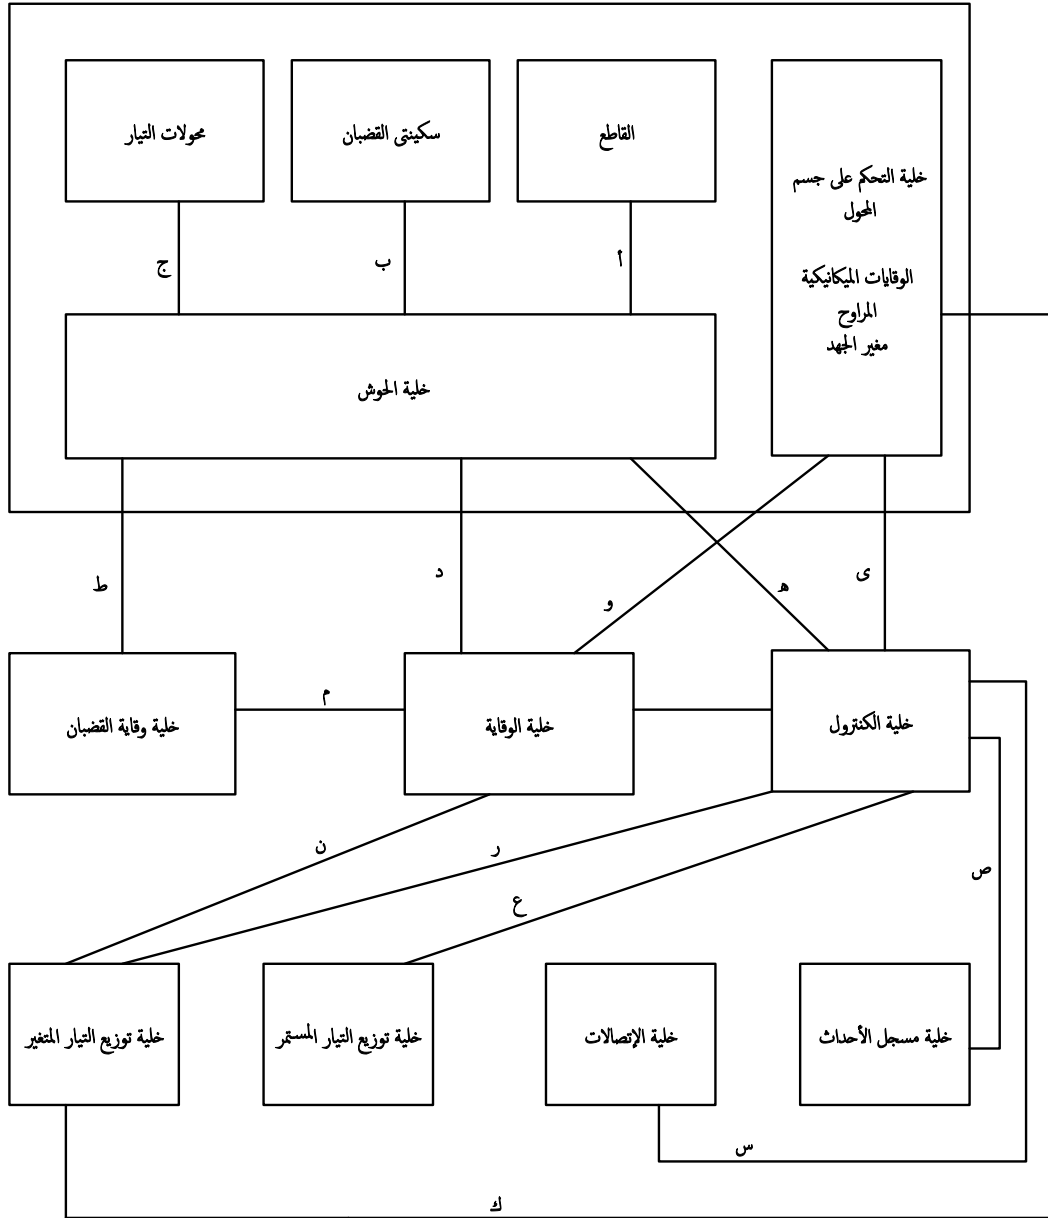 القاطع
سكينتى القضبان
محولات التيار
خلية التحكم على جسم
المحول
الوقايات الميكانيكية
المراوح
مغير الجهد
أ
ب
ج
خلية الحوش
ى
ه
و
د
ط
خلية الكنترول
خلية الوقاية
م
خلية وقاية القضبان
ص
ع
ر
ن
خلية مسجل الأحداث
خلية الإتصالات
خلية توزيع التيار المستمر
خلية توزيع التيار المتغير
س
ك